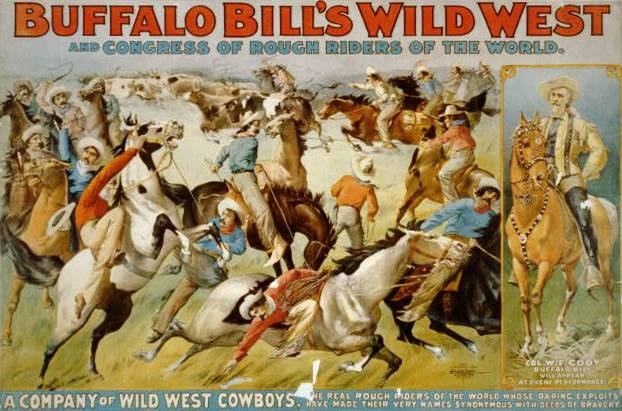 BUFFALO BILL'S WILD WEST
AND CONGRESS OF ROUGH RIDERS OF THE WORLD.
COL. W. F. CODY
BUFFALO BILL
WILL APPEAR
AT EVERY PERFORMANCE
A COMPANY OF WILD WEST COWBOYS.
THE REAL ROUGH RIDERS OF THE WORLD WHOSE DARING EXPLOITS
HAVE MADE THEIR VERY NAMES SYNONYMOUS WITH DEEDS OF BRAVERY.